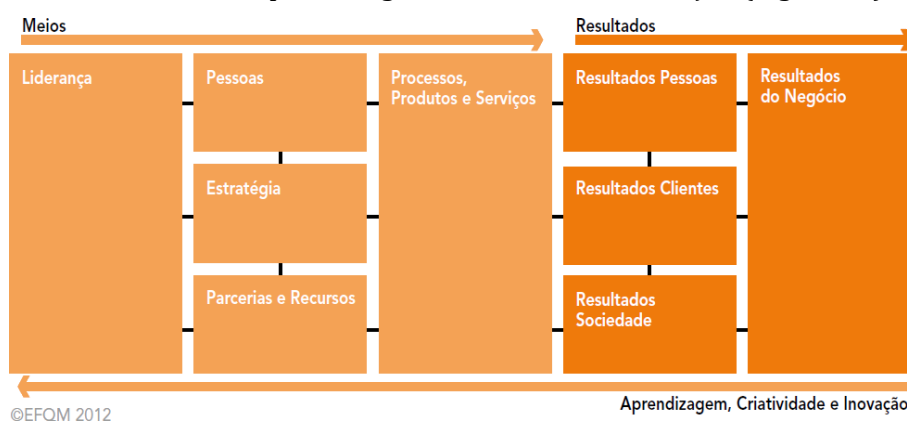 Meios
Resultados
Liderança
Pessoas
Processos,
Produtos e Serviços
Resultados Pessoas
Resultados
do Negócio
Estratégia
Resultados Clientes
Parcerias e Recursos
Resultados
Sociedade
Aprendizagem, Criatividade e Inovação
©EFQM 2012